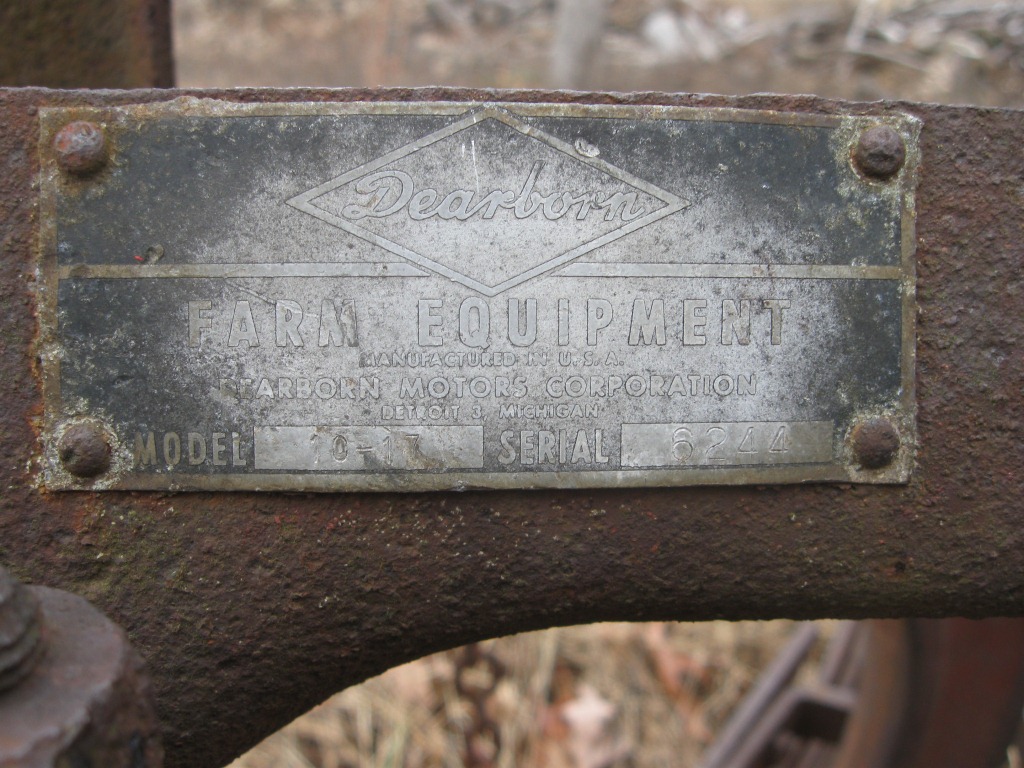 Dearborn
FARM EQUIPMENT
MANUFACTURED IN U.S.A.
DEARBORN MOTORS CORPORATION
DETROIT 3, MICHIGAN
MODEL 10-17 SERIAL 6244